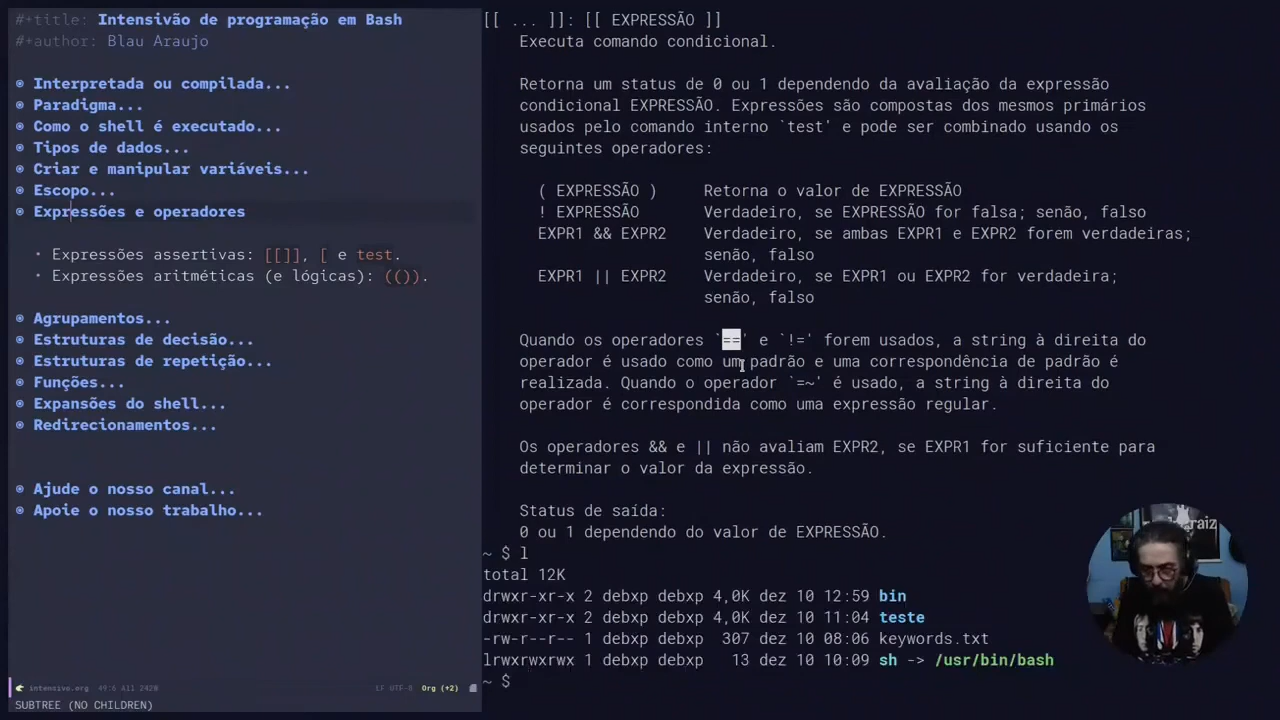 #+title: Intensivão de programação em Bash
#+author: Blau Araujo
Interpretada ou compilada...
Paradigma...
Como o shell é executado...
Tipos de dados...
Criar e manipular variáveis...
Escopo...
Expressões e operadores
• Expressões assertivas: [[]], [ e test.
• Expressões aritméticas (e lógicas): (()).
Agrupamentos...
Estruturas de decisão...
Estruturas de repetição...
Funções...
Expansões do shell...
Redirecionamentos...
Ajude o nosso canal...
Apoie o nosso trabalho...
intensivo.org 49:6 All 2420 LF UTF-8 Org (+2)
SUBTREE (NO CHILDREN)
[[ ... ]]: [[ EXPRESSÃO ]]
Executa comando condicional.
Retorna um status de 0 ou 1 dependendo da avaliação da expressão
condicional EXPRESSÃO. Expressões são compostas dos mesmos primários
usados pelo comando interno `test' e pode ser combinado usando os
seguintes operadores:
( EXPRESSÃO ) Retorna o valor de EXPRESSÃO
! EXPRESSÃO Verdadeiro, se EXPRESSÃO for falsa; senão, falso
EXPR1 && EXPR2 Verdadeiro, se ambas EXPR1 e EXPR2 forem verdadeiras;
senão, falso
EXPR1 || EXPR2 Verdadeiro, se EXPR1 ou EXPR2 for verdadeira;
senão, falso
Quando os operadores `==' e `!=' forem usados, a string à direita do
operador é usado como um padrão e uma correspondência de padrão é
realizada. Quando o operador `=~' é usado, a string à direita do
operador é correspondida como uma expressão regular.
Os operadores && e || não avaliam EXPR2, se EXPR1 for suficiente para
determinar o valor da expressão.
Status de saída:
0 ou 1 dependendo do valor de EXPRESSÃO.
~ $ l
total 12K
drwxr-xr-x 2 debxp debxp 4,0K dez 10 12:59 bin
drwxr-xr-x 2 debxp debxp 4,0K dez 10 11:04 teste
-rw-r--r-- 1 debxp debxp 307 dez 10 08:06 keywords.txt
lrwxrwxrwx 1 debxp debxp 13 dez 10 10:09 sh -> /usr/bin/bash
~ $
raiz